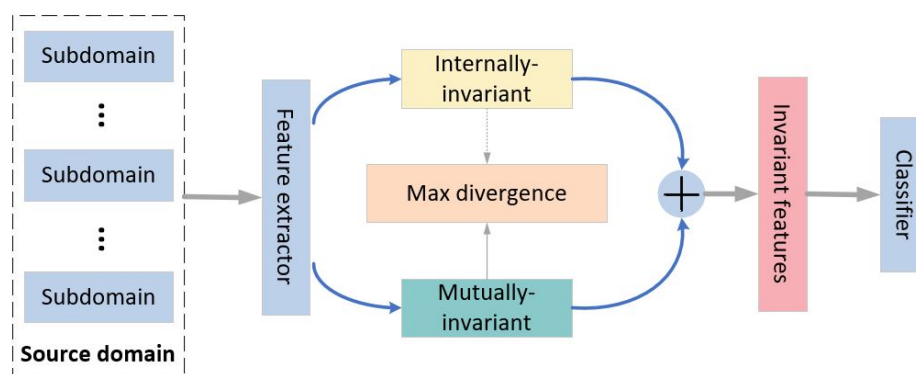 Subdomain
Subdomain
Subdomain
Source domain
Feature extractor
Internally-
invariant
Max divergence
Mutually-
invariant
Invariant features
Classifier